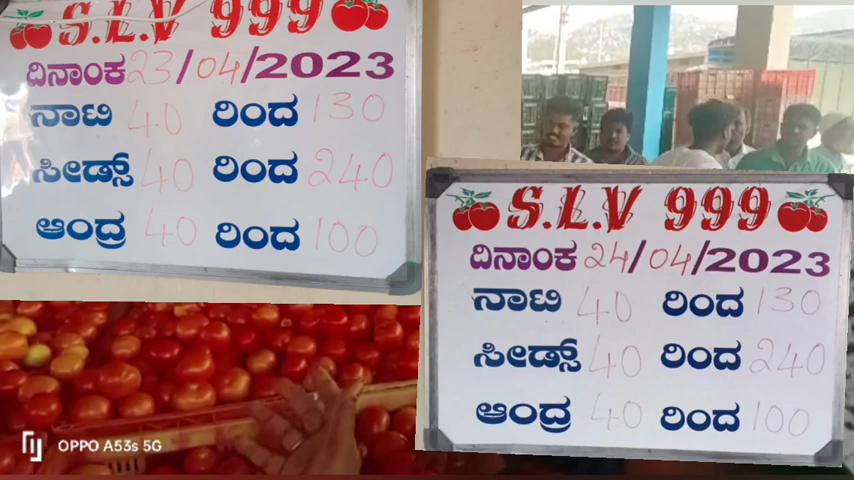 S.L.V 999
ದಿನಾಂಕ 23/04/2023
ನಾಟಿ 40 ರಿಂದ 130
ಸೀಡ್ಸ್ 40 ರಿಂದ 240
ಆಂಧ್ರ 40 ರಿಂದ 100
S.L.V 999
ದಿನಾಂಕ 24/04/2023
ನಾಟಿ 40 ರಿಂದ 130
ಸೀಡ್ಸ್ 40 ರಿಂದ 240
ಆಂಧ್ರ 40 ರಿಂದ 100
OPPO A53s 5G